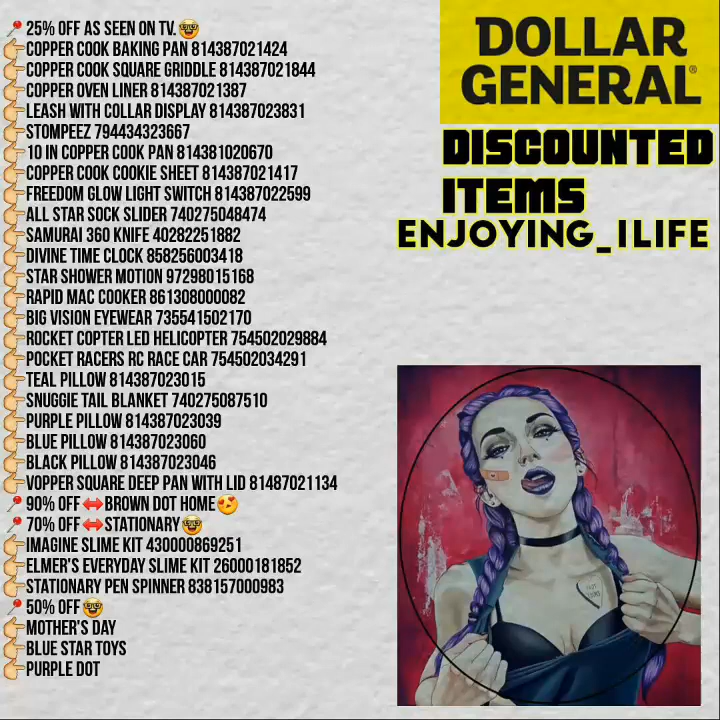 25% OFF AS SEEN ON TV.
COPPER COOK BAKING PAN 814387021424
COPPER COOK SQUARE GRIDDLE 814387021844
COPPER OVEN LINER 814387021387
LEASH WITH COLLAR DISPLAY 814387023831
STOMPEEZ 794434323667
10 IN COPPER COOK PAN 814381020670
COPPER COOK COOKIE SHEET 814387021417
FREEDOM GLOW LIGHT SWITCH 814387022599
ALL STAR SOCK SLIDER 740275048474
SAMURAI 360 KNIFE 40282251882
DIVINE TIME CLOCK 858256003418
STAR SHOWER MOTION 97298015168
RAPID MAC COOKER 861308000082
BIG VISION EYEWEAR 735541502170
ROCKET COPTER LED HELICOPTER 754502029884
POCKET RACERS RC RACE CAR 754502034291
TEAL PILLOW 814387023015
SNUGGIE TAIL BLANKET 740275087510
PURPLE PILLOW 814387023039
BLUE PILLOW 814387023060
BLACK PILLOW 814387023046
VOPPER SQUARE DEEP PAN WITH LID 81487021134
90% OFF ↔ BROWN DOT HOME
70% OFF ↔ STATIONARY
IMAGINE SLIME KIT 430000869251
ELMER'S EVERYDAY SLIME KIT 26000181852
STATIONARY PEN SPINNER 838157000983
50% OFF
MOTHER'S DAY
BLUE STAR TOYS
PURPLE DOT
DOLLAR
GENERAL®
DISCOUNTED
ITEMS
ENJOYING_1LIFE